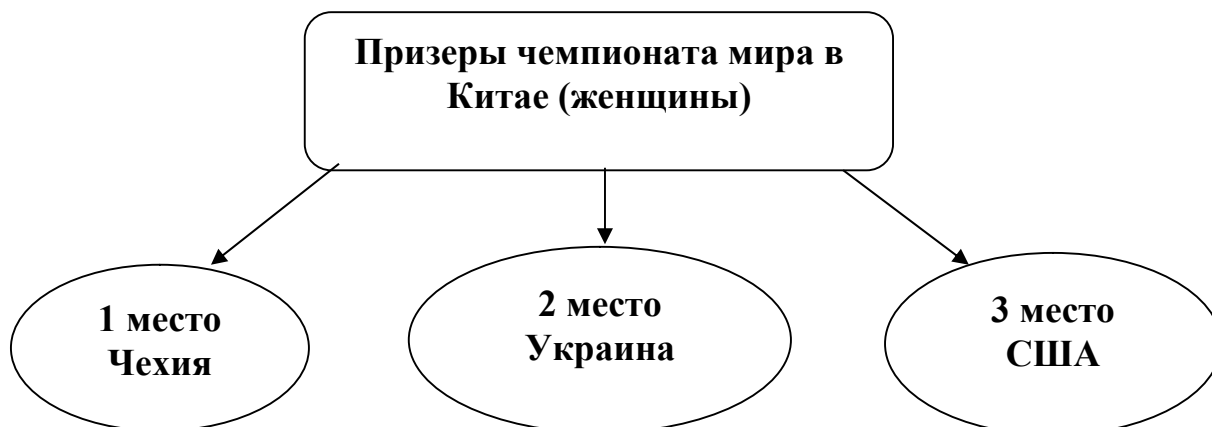 Призеры чемпионата мира в
Китае (женщины)
1 место
Чехия
2 место
Украина
3 место
США